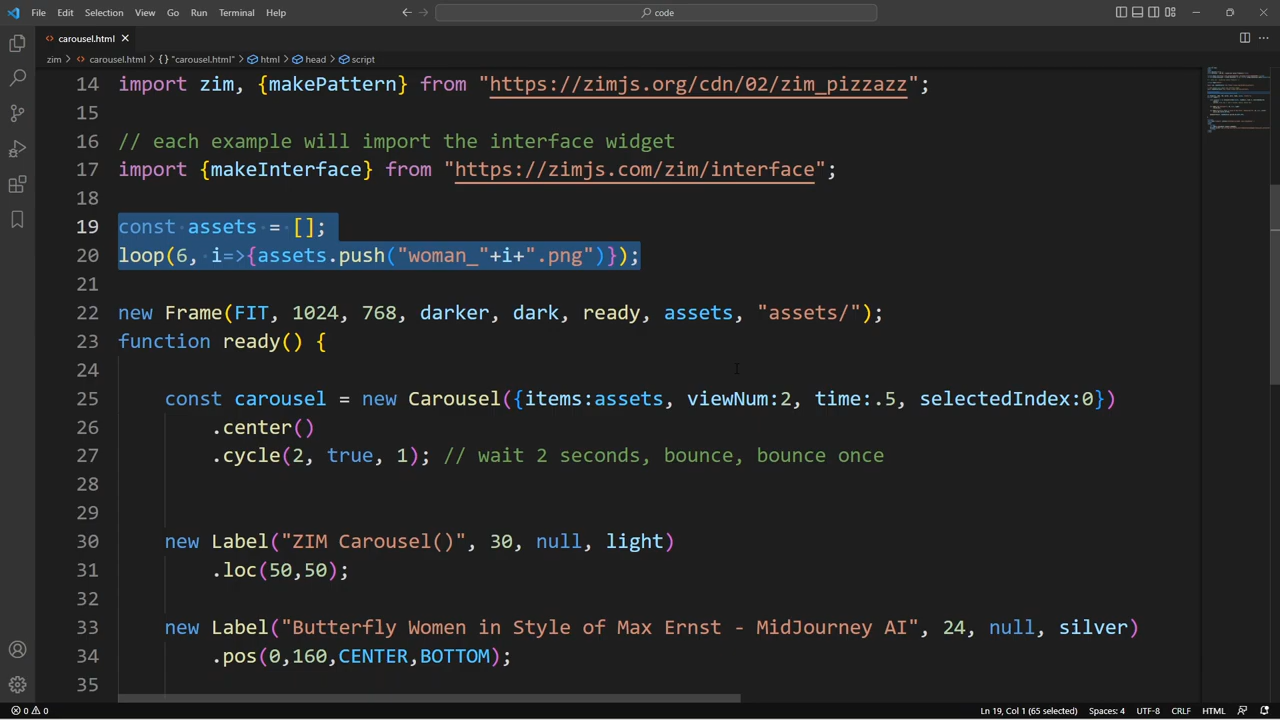 File Edit Selection View Go Run Terminal Help
code
carousel.html
zim > carousel.html > "carousel.html" > html > head > script
14 import zim, {makePattern} from "https://zimjs.org/cdn/02/zim_pizzazz";
15
16 // each example will import the interface widget
17 import {makeInterface} from "https://zimjs.com/zim/interface";
18
19 const assets = [];
20 loop(6, i=>{assets.push("woman_"+i+".png")});
21
22 new Frame(FIT, 1024, 768, darker, dark, ready, assets, "assets/");
23 function ready() {
24
25 const carousel = new Carousel({items:assets, viewNum:2, time:.5, selectedIndex:0})
26 .center()
27 .cycle(2, true, 1); // wait 2 seconds, bounce, bounce once
28
29
30 new Label("ZIM Carousel()", 30, null, light)
31 .loc(50,50);
32
33 new Label("Butterfly Women in Style of Max Ernst - MidJourney AI", 24, null, silver)
34 .pos(0,160,CENTER,BOTTOM);
35
0 0 Ln 19, Col 1 (65 selected) Spaces: 4 UTF-8 CRLF HTML